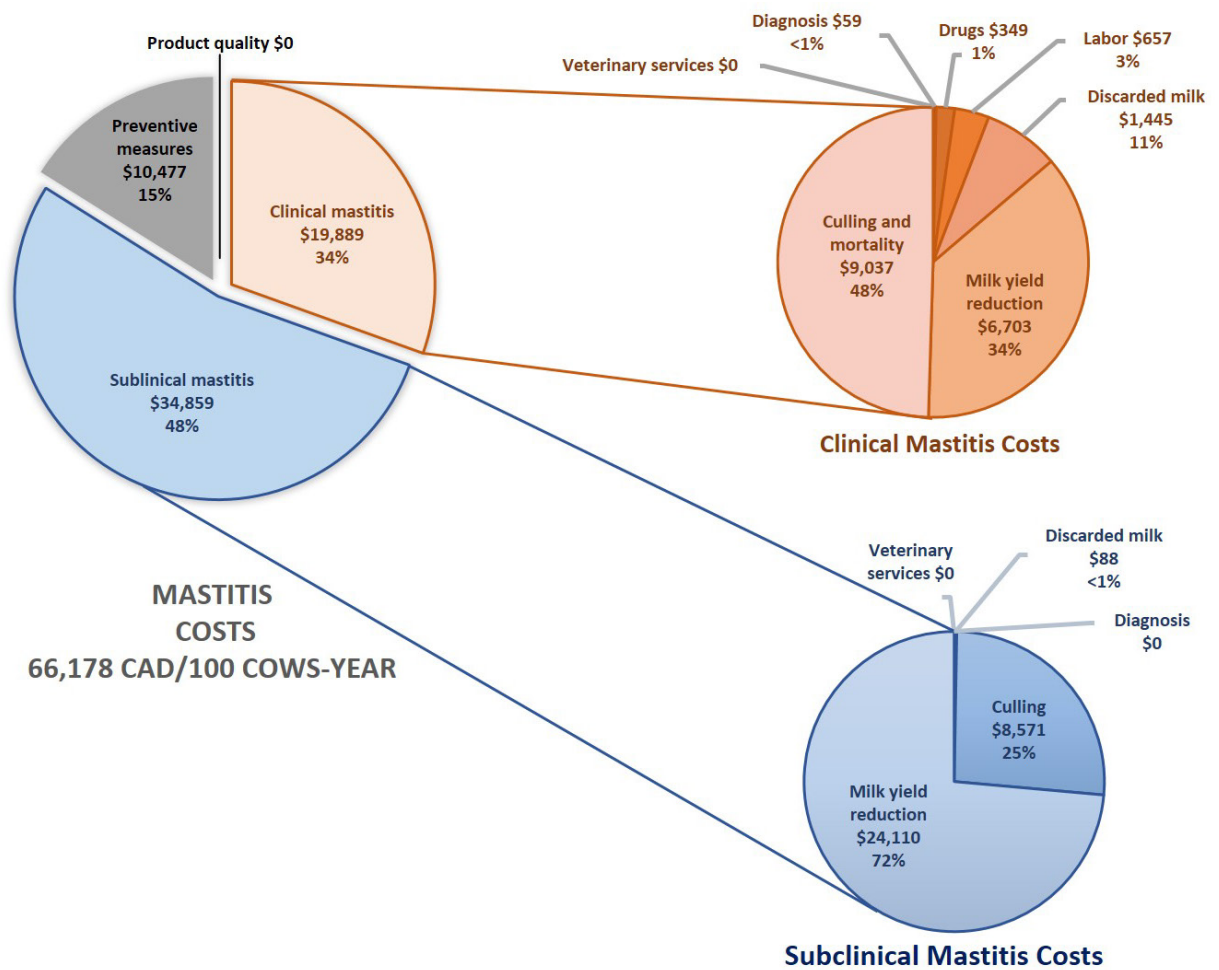 Product quality $0
Preventive
measures
$10,477
15%
Clinical mastitis
$19,889
34%
Sublinical mastitis
$34,859
48%
MASTITIS
COSTS
66,178 CAD/100 COWS-YEAR
Diagnosis $59
<1%
Veterinary services $0
Drugs $349
1%
Labor $657
3%
Discarded milk
$1,445
11%
Culling and
mortality
$9,037
48%
Milk yield
reduction
$6,703
34%
Clinical Mastitis Costs
Veterinary
services $0
Discarded milk
$88
<1%
Diagnosis
$0
Culling
$8,571
25%
Milk yield
reduction
$24,110
72%
Subclinical Mastitis Costs